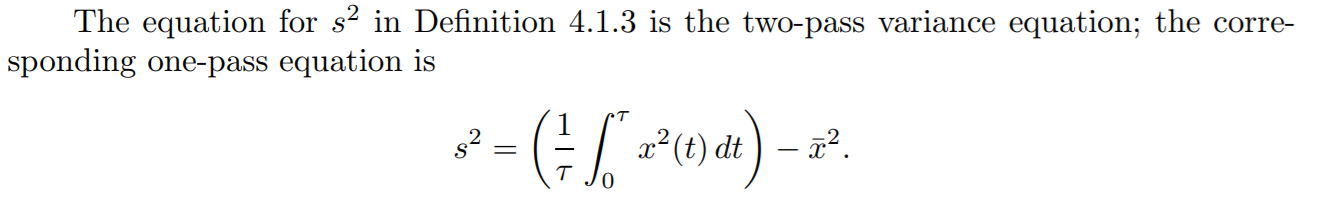 The equation for s² in Definition 4.1.3 is the two-pass variance equation; the corre-
sponding one-pass equation is
s² = (1/τ ∫₀^τ x²(t) dt) − x̄².